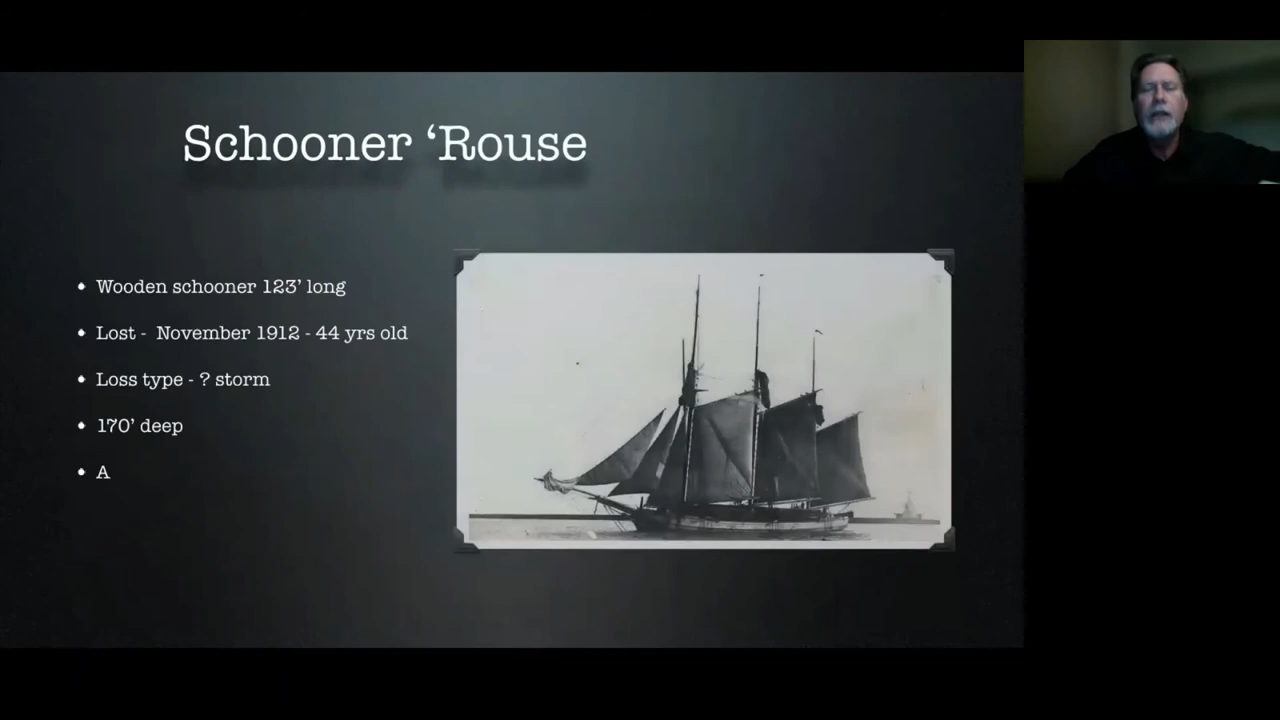 Schooner ‘Rouse
• Wooden schooner 123’ long
• Lost - November 1912 - 44 yrs old
• Loss type - ? storm
• 170’ deep
• A